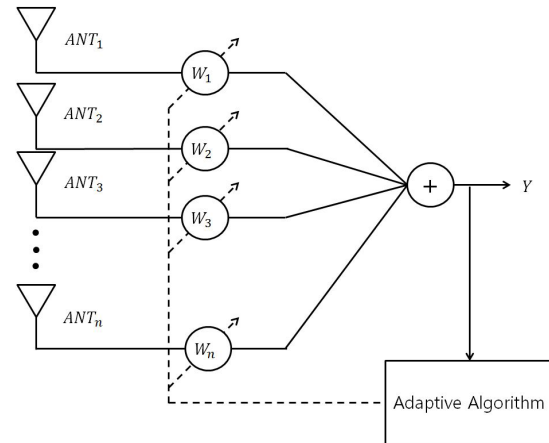 ANT₁
W₁
ANT₂
W₂
ANT₃
W₃
+
Y
ANTₙ
Wₙ
Adaptive Algorithm